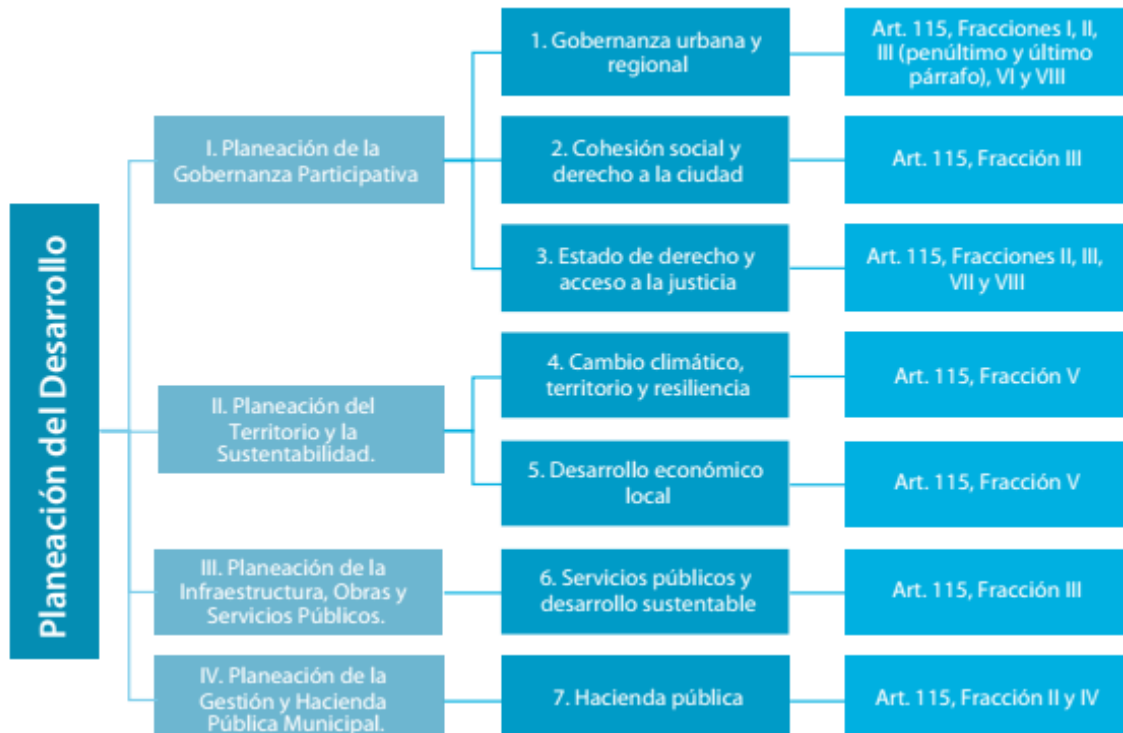 Planeación del Desarrollo
I. Planeación de la
Gobernanza Participativa
1. Gobernanza urbana y
regional
Art. 115, Fracciones I, II,
III (penúltimo y último
párrafo), VI y VIII
2. Cohesión social y
derecho a la ciudad
Art. 115, Fracción III
3. Estado de derecho y
acceso a la justicia
Art. 115, Fracciones II, III,
VII y VIII
II. Planeación del
Territorio y la
Sustentabilidad.
4. Cambio climático,
territorio y resiliencia
Art. 115, Fracción V
5. Desarrollo económico
local
Art. 115, Fracción V
III. Planeación de la
Infraestructura, Obras y
Servicios Públicos.
6. Servicios públicos y
desarrollo sustentable
Art. 115, Fracción III
IV. Planeación de la
Gestión y Hacienda
Pública Municipal.
7. Hacienda pública
Art. 115, Fracción II y IV